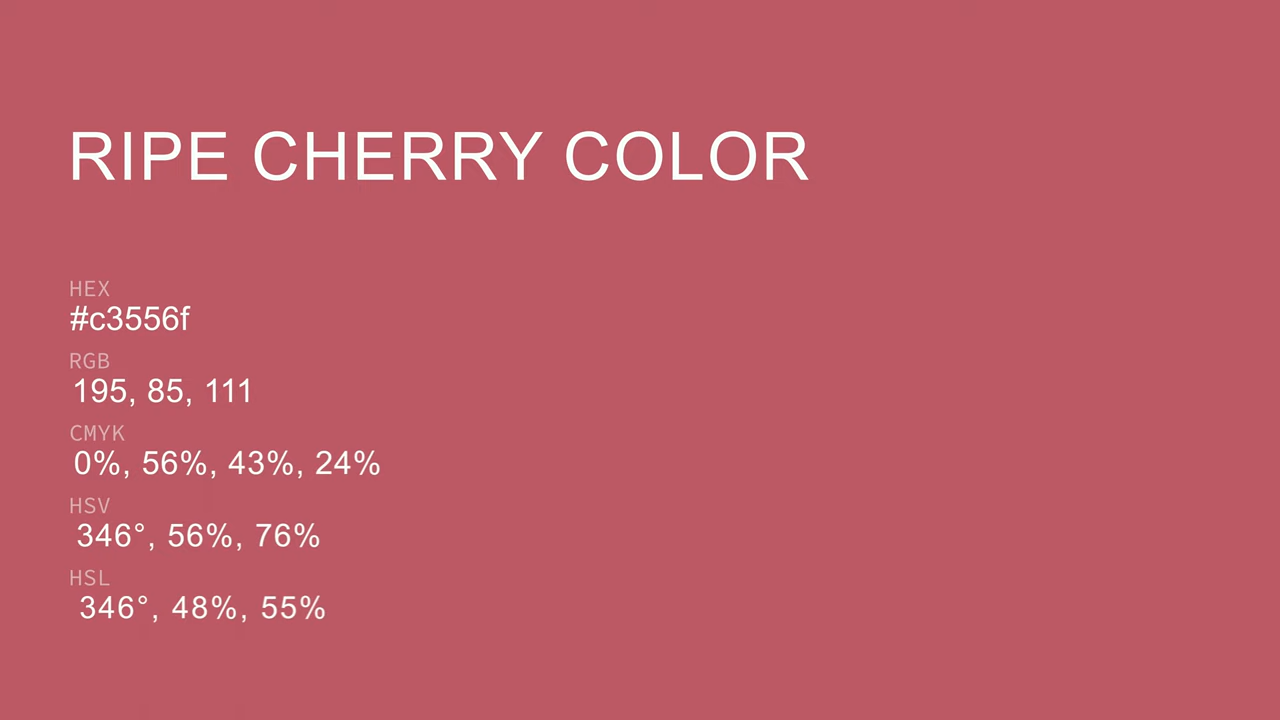 RIPE CHERRY COLOR
HEX
#c3556f
RGB
195, 85, 111
CMYK
0%, 56%, 43%, 24%
HSV
346°, 56%, 76%
HSL
346°, 48%, 55%